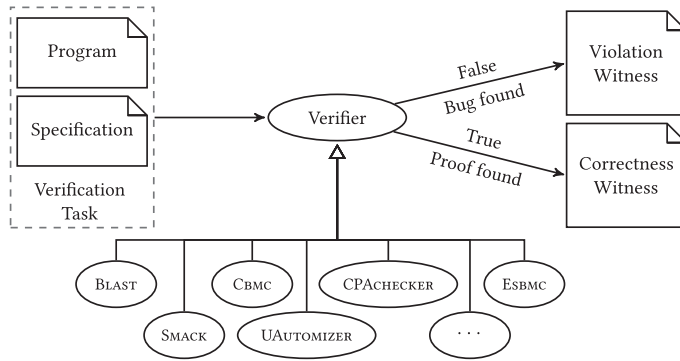 Program
Specification
Verification
Task
Verifier
False
Bug found
True
Proof found
Violation
Witness
Correctness
Witness
BLAST
CBMC
CPACHECKER
ESBMC
SMACK
UAUTOMIZER
...